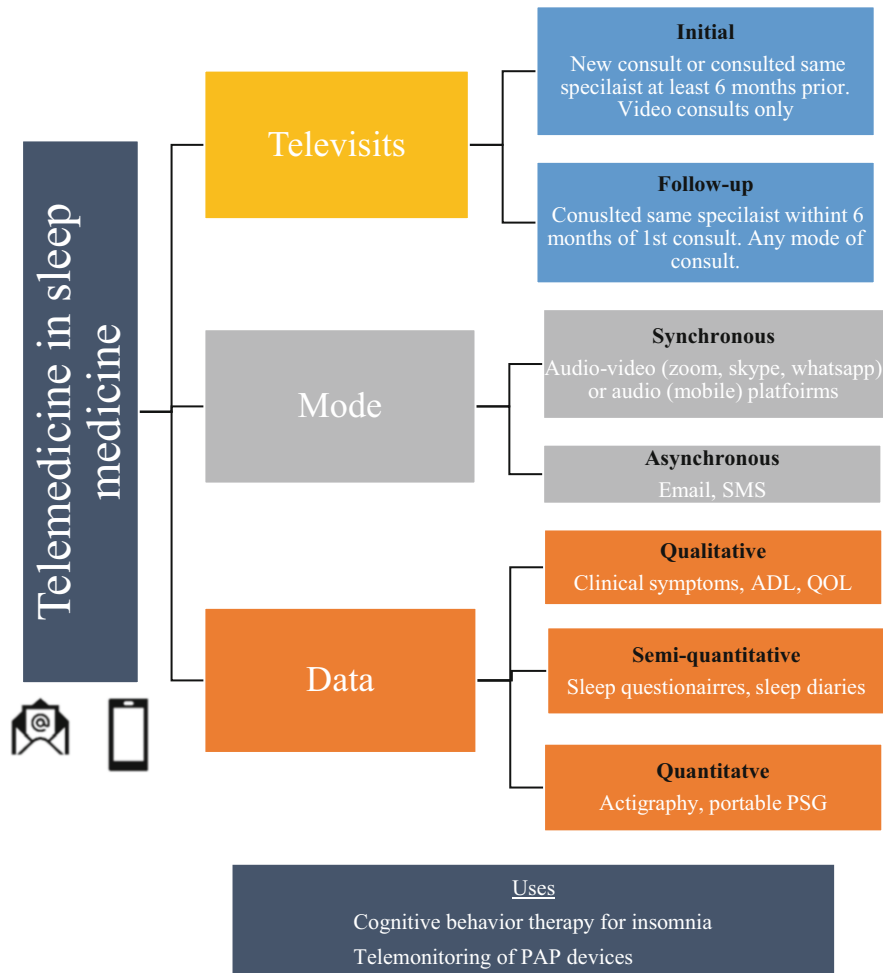 Telemedicine in sleep
medicine
Televisits
Initial
New consult or consulted same
specilaist at least 6 months prior.
Video consults only
Follow-up
Conuslted same specilaist withint 6
months of 1st consult. Any mode of
consult.
Mode
Synchronous
Audio-video (zoom, skype, whatsapp)
or audio (mobile) platfoirms
Asynchronous
Email, SMS
Data
Qualitative
Clinical symptoms, ADL, QOL
Semi-quantitative
Sleep questionairres, sleep diaries
Quantitatve
Actigraphy, portable PSG
@
Uses
Cognitive behavior therapy for insomnia
Telemonitoring of PAP devices